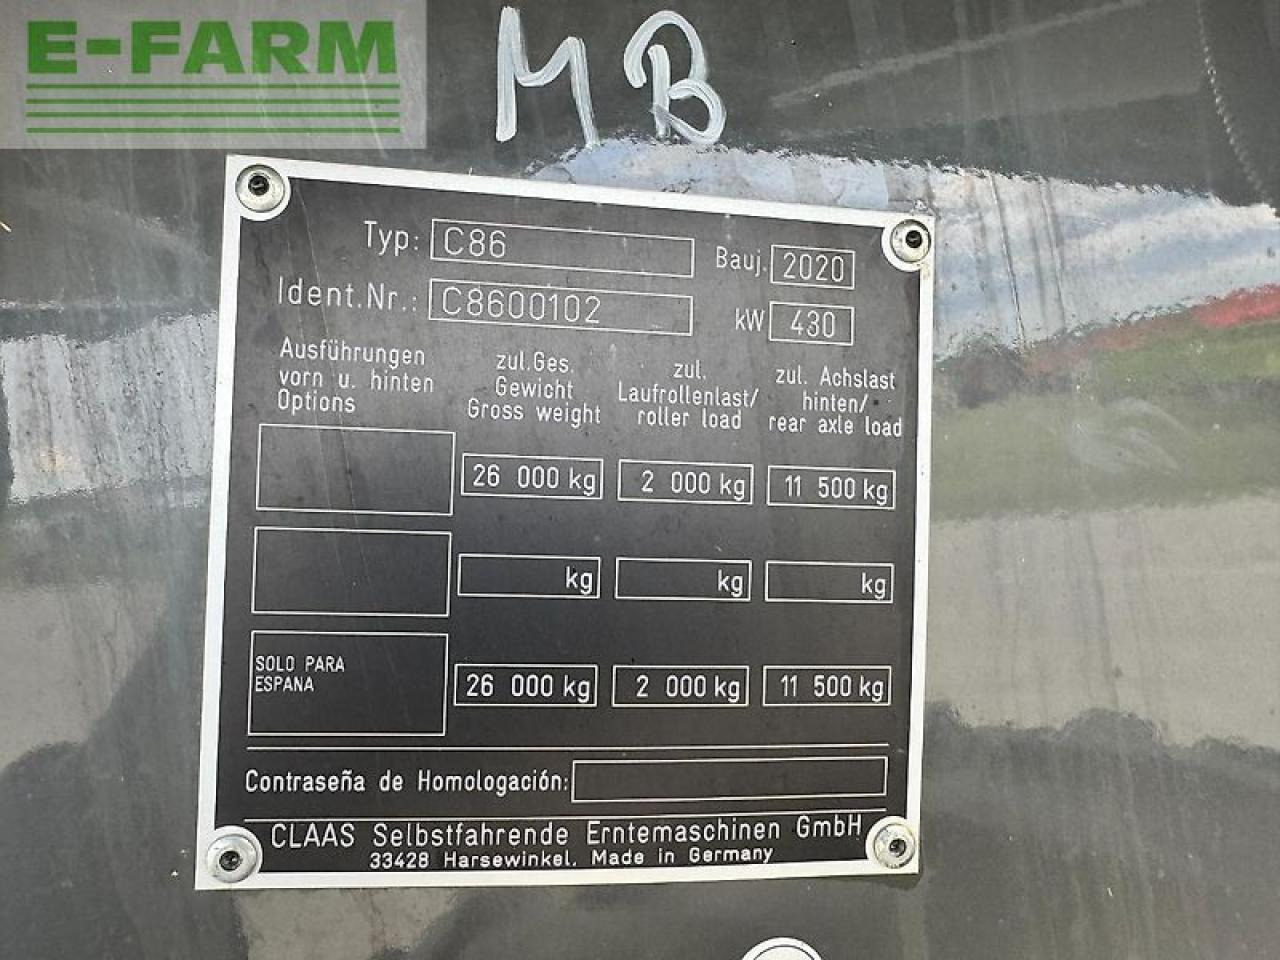 E-FARM
MB
Typ: C86 Bauj. 2020
Ident.Nr.: C8600102 kW 430
Ausführungen
vorn u. hinten
Options
zul.Ges.
Gewicht
Gross weight
zul.
Laufrollenlast/
roller load
zul. Achslast
hinten/
rear axle load
26 000 kg 2 000 kg 11 500 kg
kg kg kg
SOLO PARA
ESPANA
26 000 kg 2 000 kg 11 500 kg
Contraseña de Homologación:
CLAAS Selbstfahrende Erntemaschinen GmbH
33428 Harsewinkel. Made in Germany